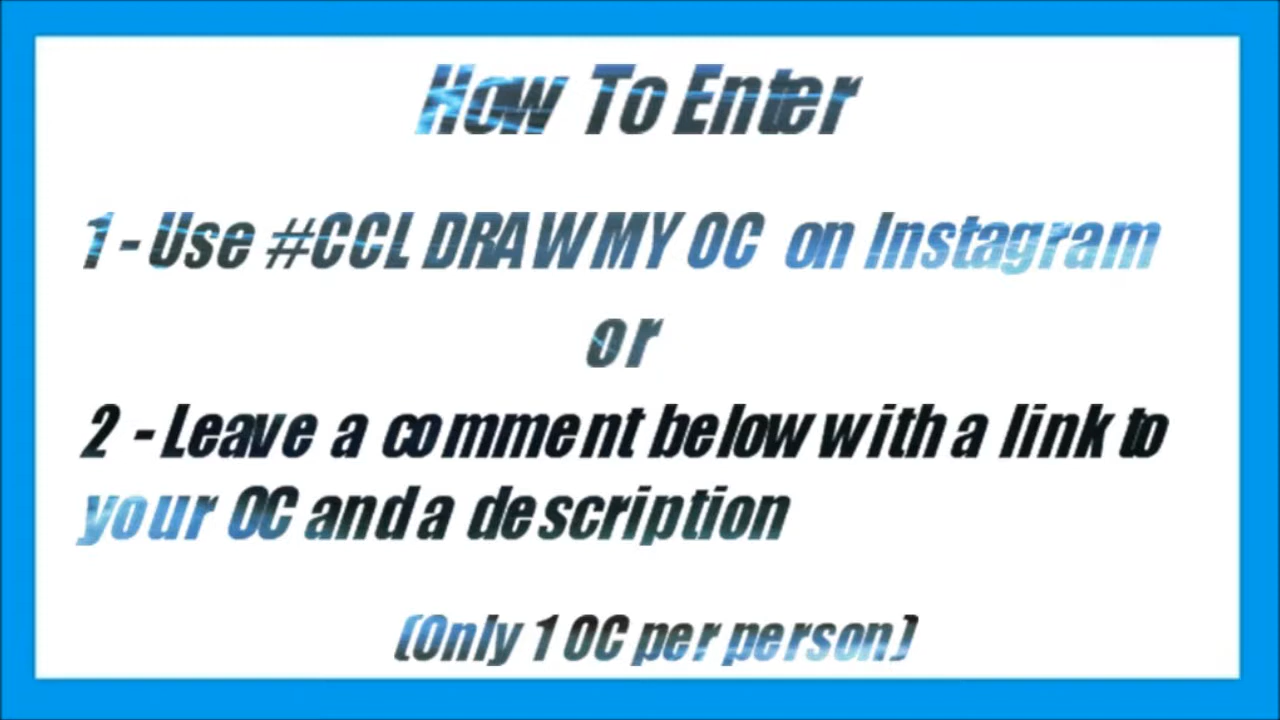 How To Enter
1 - Use #CCL DRAWMY OC on Instagram
or
2 - Leave a comment below with a link to
your OC and a description
(Only 1 OC per person)